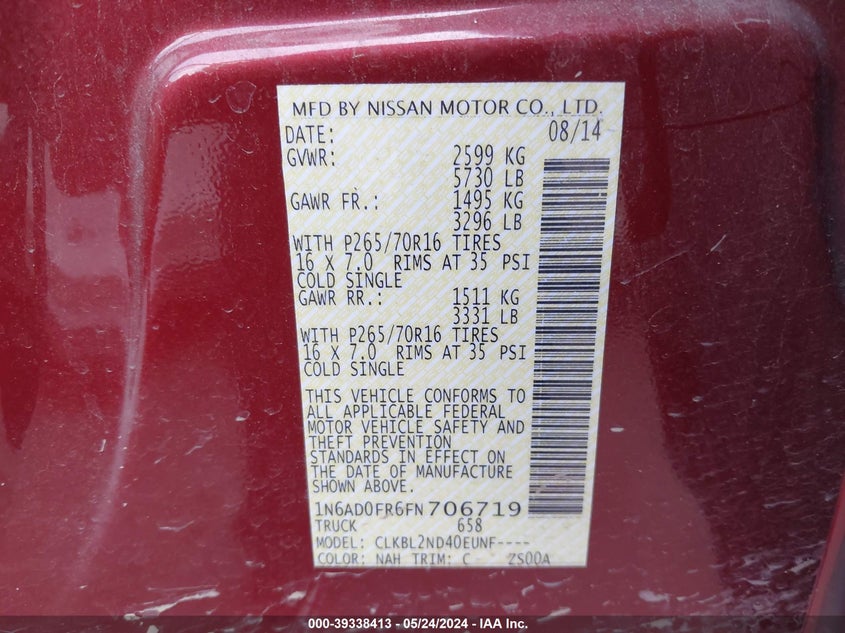 MFD BY NISSAN MOTOR CO., LTD.
DATE: 08/14
GVWR: 2599 KG
5730 LB
GAWR FR.: 1495 KG
3296 LB
WITH P265/70R16 TIRES
16 X 7.0 RIMS AT 35 PSI
COLD SINGLE
GAWR RR.: 1511 KG
3331 LB
WITH P265/70R16 TIRES
16 X 7.0 RIMS AT 35 PSI
COLD SINGLE
THIS VEHICLE CONFORMS TO
ALL APPLICABLE FEDERAL
MOTOR VEHICLE SAFETY AND
THEFT PREVENTION
STANDARDS IN EFFECT ON
THE DATE OF MANUFACTURE
SHOWN ABOVE.
1N6AD0FR6FN706719
TRUCK 658
MODEL: CLKBL2ND40EUNF----
COLOR: NAH TRIM: C- ZS00A
000-39338413 - 05/24/2024 - IAA Inc.